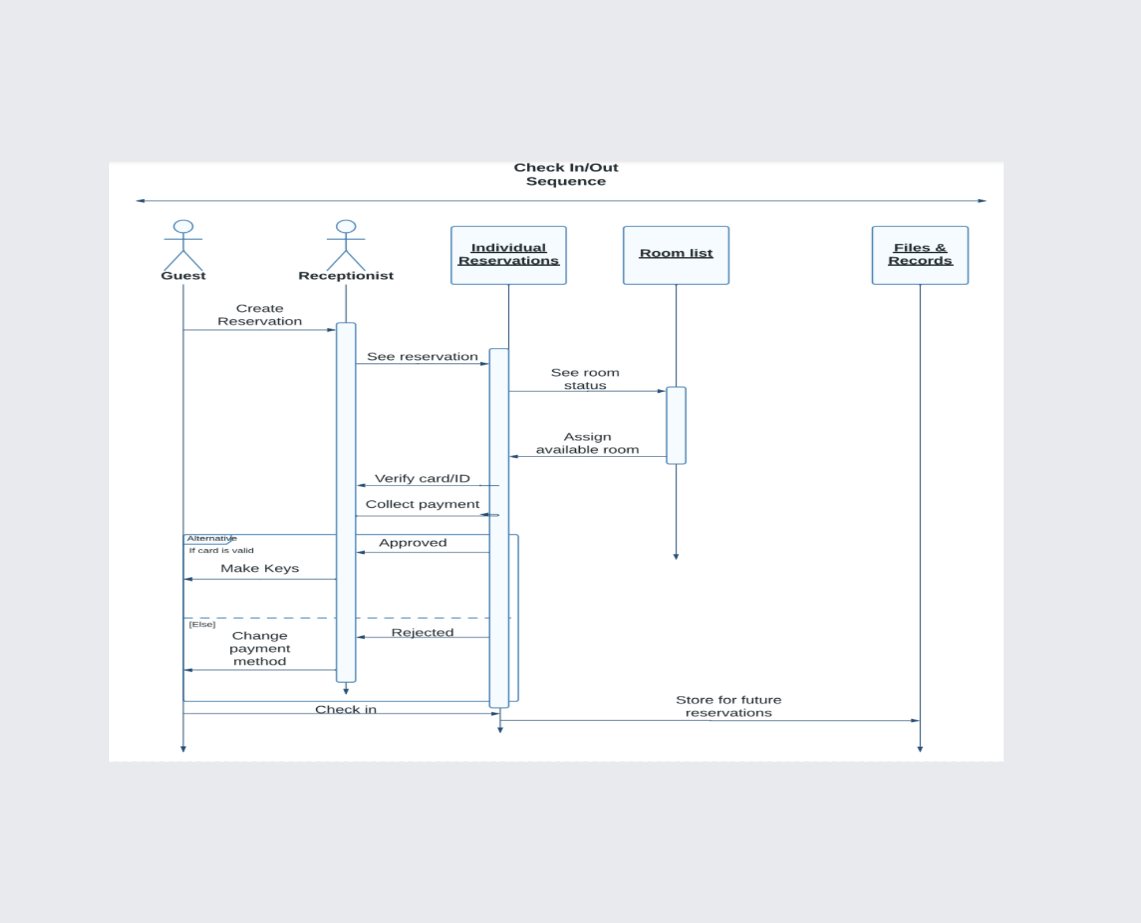 Check In/Out
Sequence
Guest
Receptionist
Individual
Reservations
Room list
Files &
Records
Create
Reservation
See reservation
See room
status
Assign
available room
Verify card/ID
Collect payment
Alternative
If card is valid
Approved
Make Keys
[Else]
Rejected
Change
payment
method
Check in
Store for future
reservations